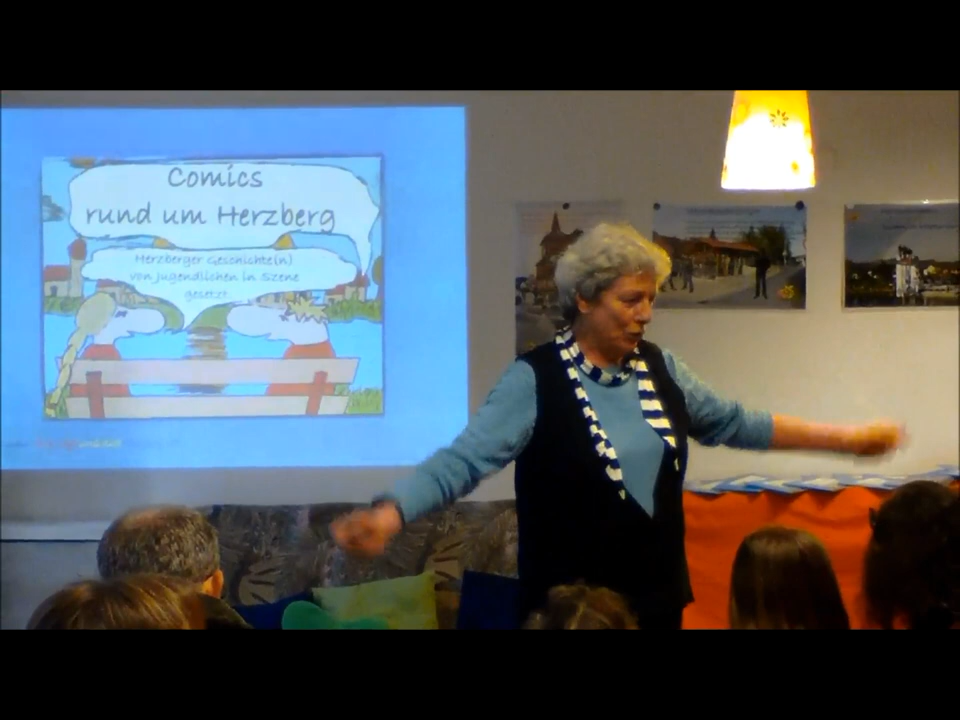 Comics
rund um Herzberg
Herzberger Geschichte(n)
von Jugendlichen in Szene
gesetzt